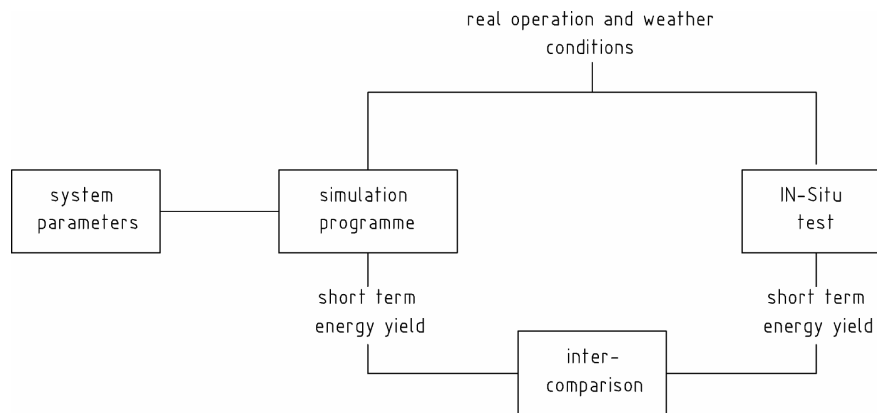 real operation and weather
conditions
system
parameters
simulation
programme
IN-Situ
test
short term
energy yield
short term
energy yield
inter-
comparison